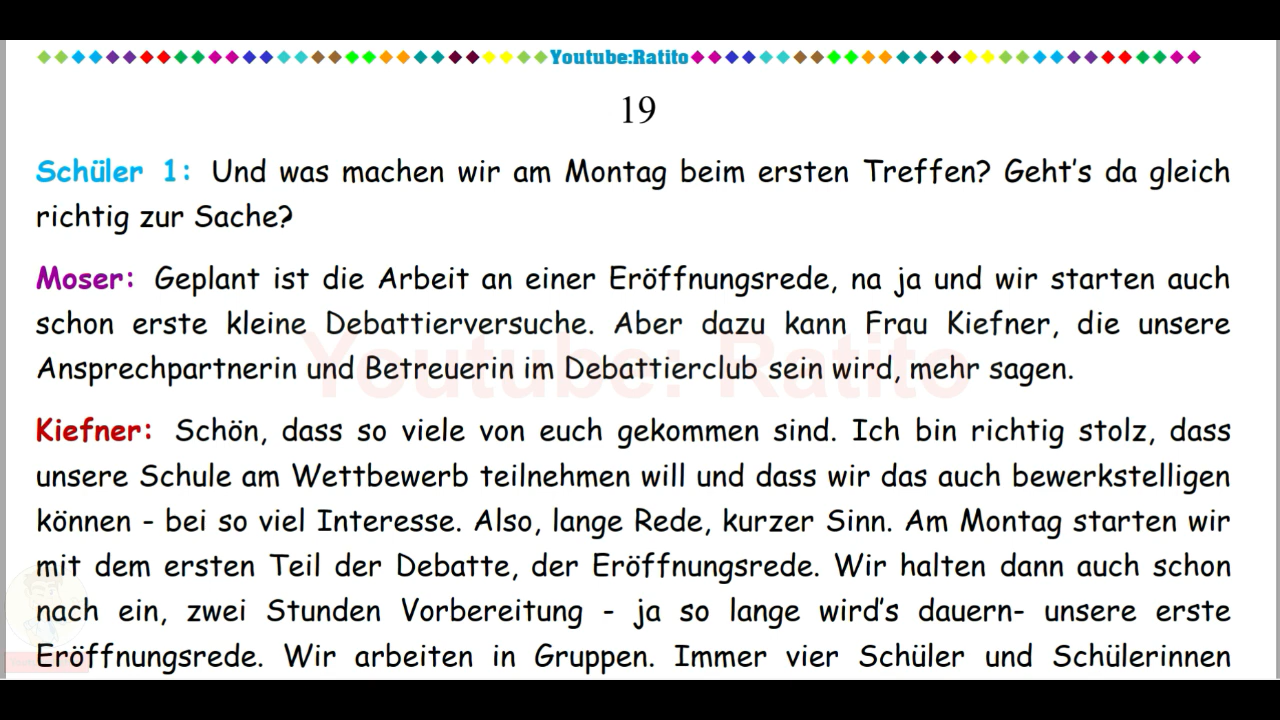 Youtube:Ratito
19
Schüler 1: Und was machen wir am Montag beim ersten Treffen? Geht's da gleich
richtig zur Sache?
Moser: Geplant ist die Arbeit an einer Eröffnungsrede, na ja und wir starten auch
schon erste kleine Debattierversuche. Aber dazu kann Frau Kiefner, die unsere
Youtube: Ratito
Ansprechpartnerin und Betreuerin im Debattierclub sein wird, mehr sagen.
Kiefner: Schön, dass so viele von euch gekommen sind. Ich bin richtig stolz, dass
unsere Schule am Wettbewerb teilnehmen will und dass wir das auch bewerkstelligen
können - bei so viel Interesse. Also, lange Rede, kurzer Sinn. Am Montag starten wir
mit dem ersten Teil der Debatte, der Eröffnungsrede. Wir halten dann auch schon
nach ein, zwei Stunden Vorbereitung - ja so lange wird's dauern- unsere erste
Eröffnungsrede. Wir arbeiten in Gruppen. Immer vier Schüler und Schülerinnen